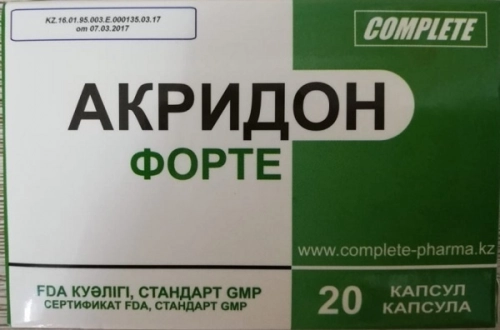 KZ.16.01.95.003.E.000135.03.17
от 07.03.2017
COMPLETE
АКРИДОН
ФОРТЕ
www.complete-pharma.kz
FDA КУӘЛІГІ, СТАНДАРТ GMP
СЕРТИФИКАТ FDA, СТАНДАРТ GMP
20 КАПСУЛ
КАПСУЛА